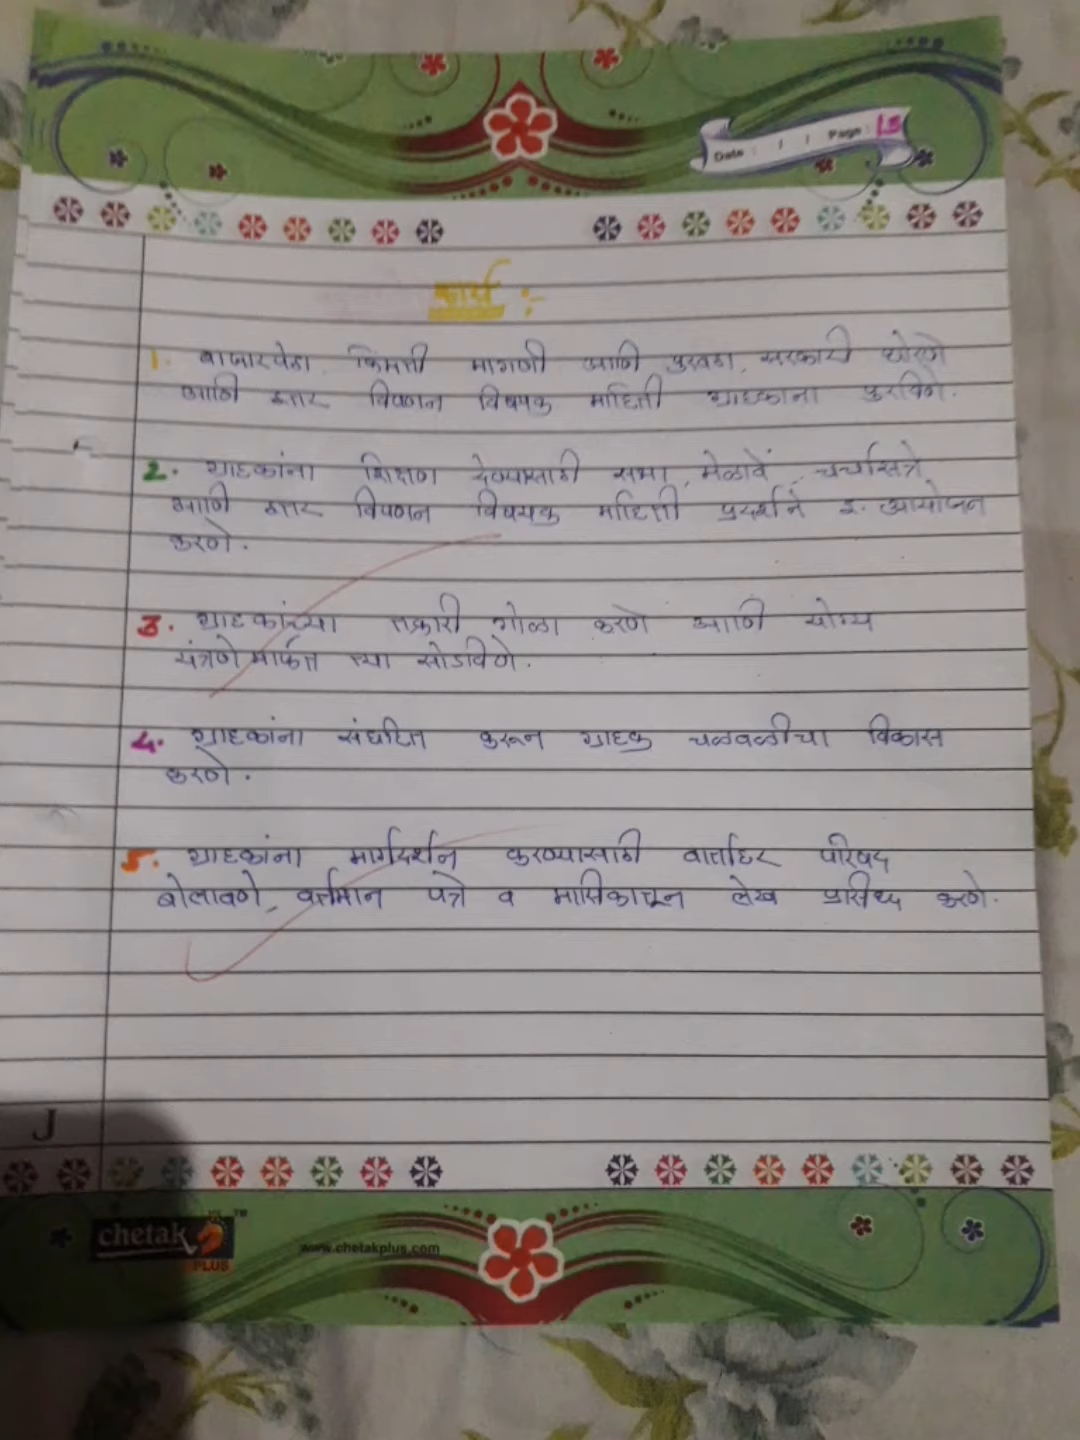 Date : | | Page : 15
कार्य :-
1. बाजारपेठा, किमती मागणी आणि पुरवठा, सरकारी धोरणे
आणि इतर विपणन विषयक माहिती ग्राहकांना पुरविणे.
2. ग्राहकांना शिक्षण देण्यासाठी सभा, मेळावें, चर्चासत्रे
आणि इतर विपणन विषयक माहिती प्रदर्शने इ. आयोजन
करणे.
3. ग्राहकांच्या तक्रारी गोळा करणे आणि योग्य
यंत्रणे मार्फत त्या सोडविणे.
4. ग्राहकांना संघटित करून ग्राहक चळवळीचा विकास
करणे.
5. ग्राहकांना मार्गदर्शन करण्यासाठी वार्ताहर परिषद
बोलावणे, वर्तमान पत्रे व मासिकातून लेख प्रसिध्द करणे.
J
chetak PLUS TM
www.chetakplus.com